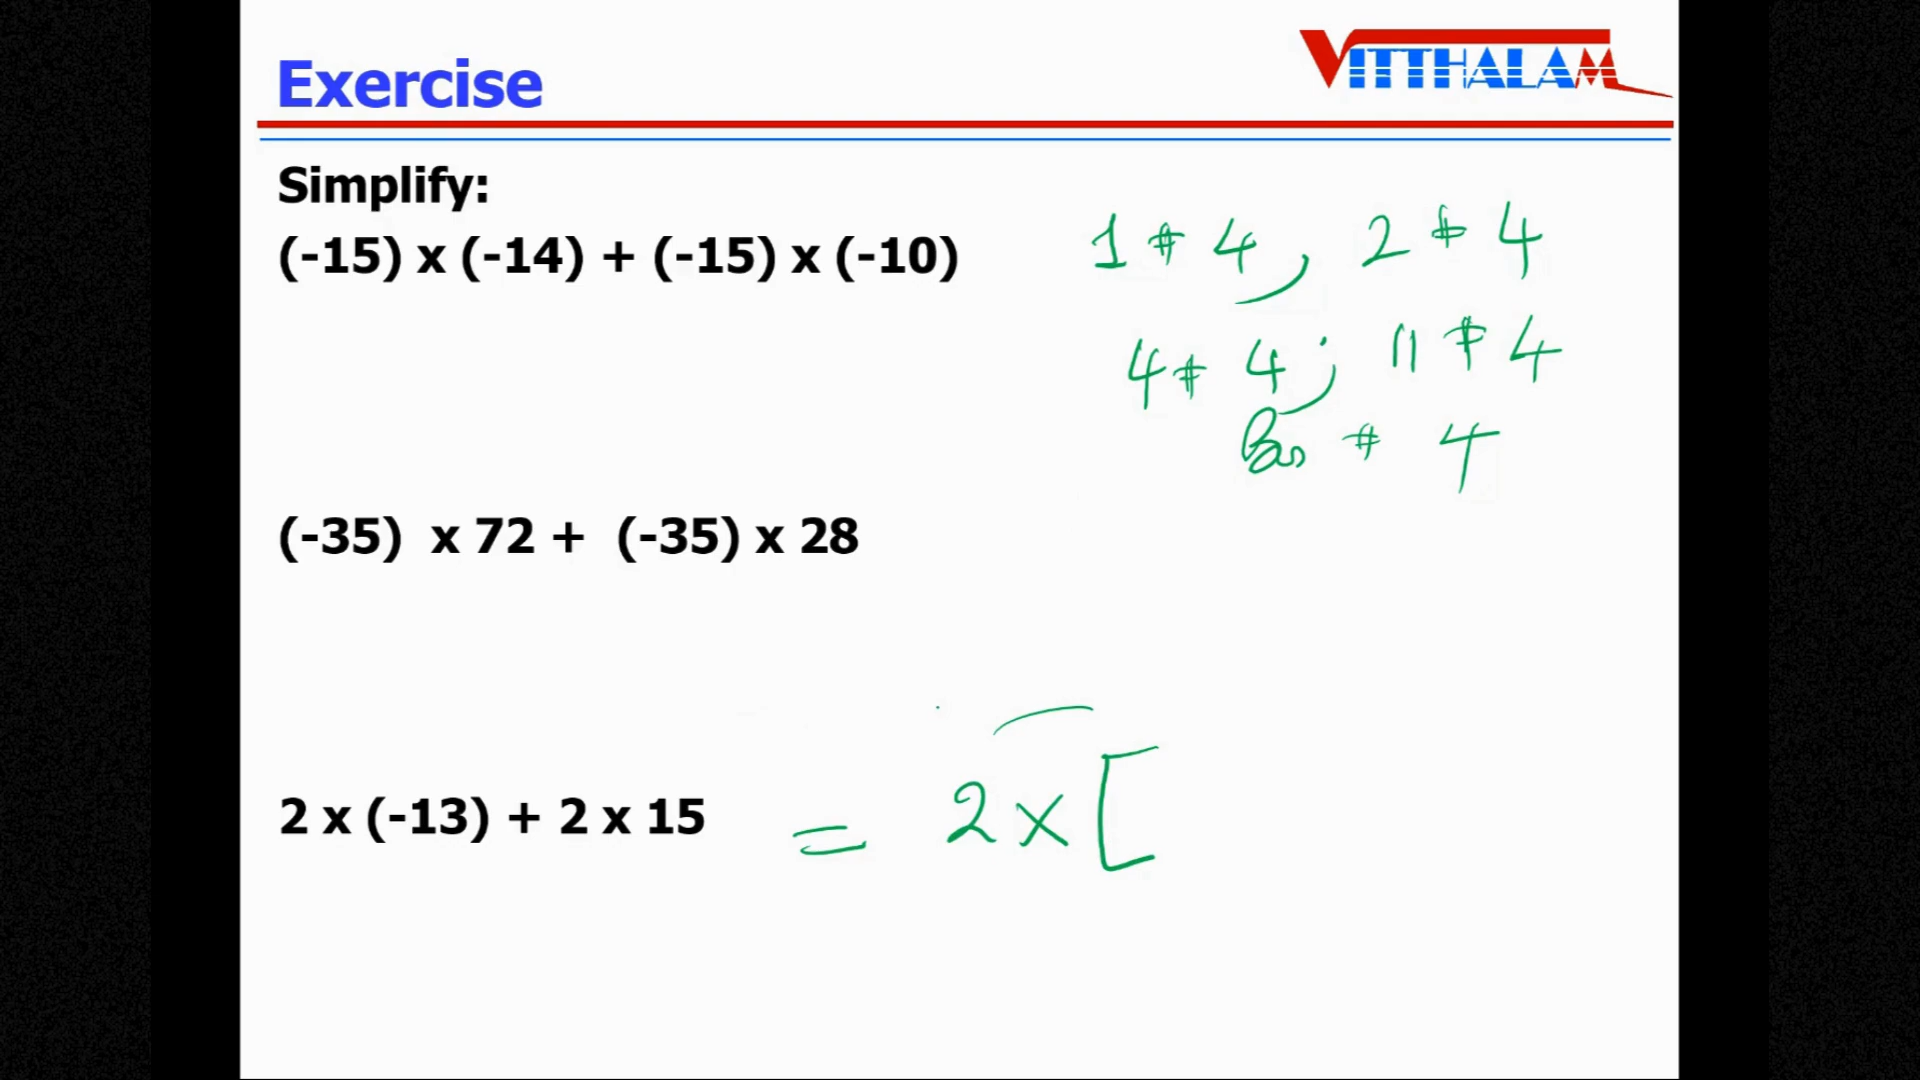 Exercise
VITTHALAM
Simplify:
(-15) x (-14) + (-15) x (-10)
1 * 4 , 2 * 4
4 * 4 ; 11 * 4
* 4
(-35) x 72 + (-35) x 28
2 x (-13) + 2 x 15 = 2 x [